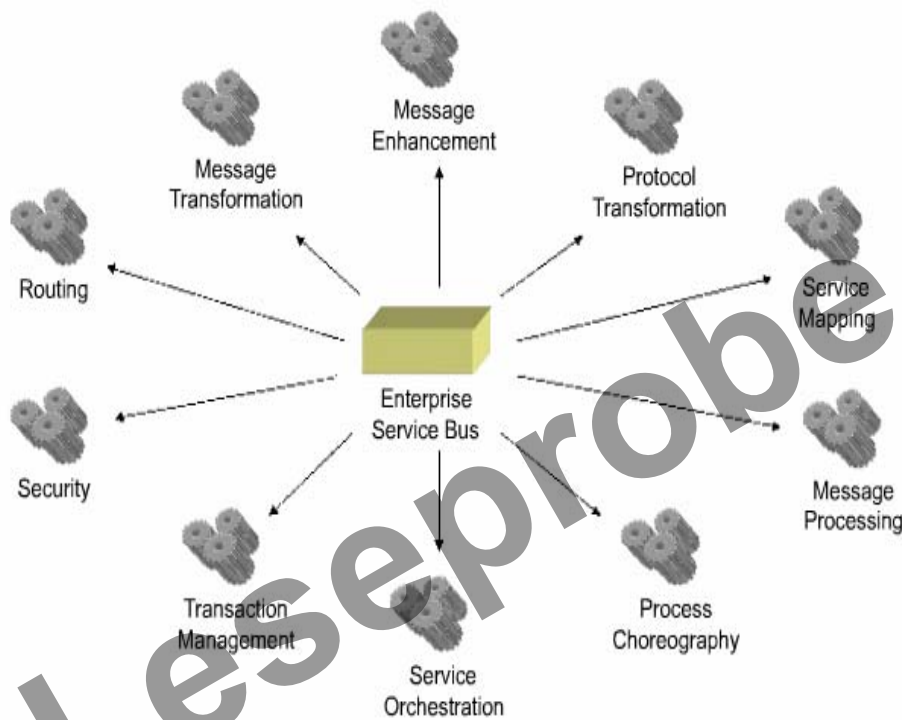 Message
Enhancement
Message
Transformation
Protocol
Transformation
Routing
Service
Mapping
Enterprise
Service Bus
Security
Message
Processing
Transaction
Management
Process
Choreography
Service
Orchestration
Leseprobe